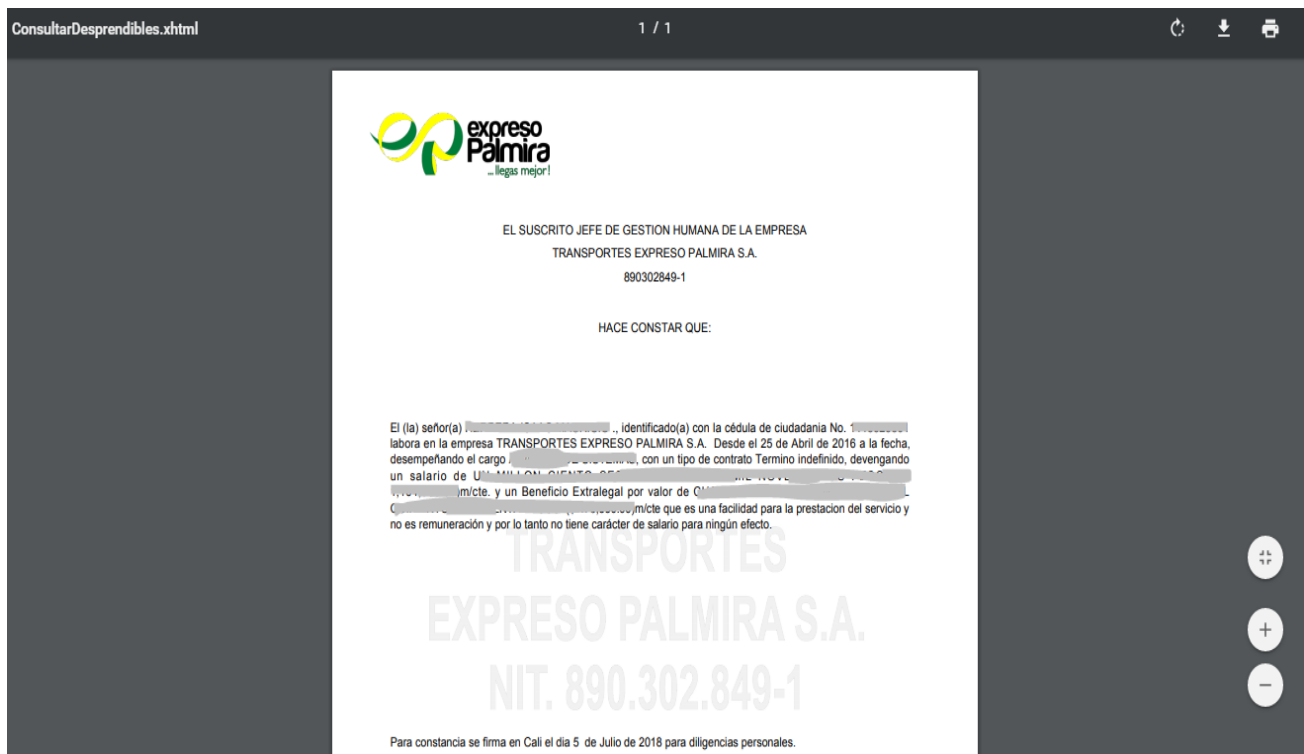 ConsultarDesprendibles.xhtml
1 / 1
expreso
Palmira
... llegas mejor!
EL SUSCRITO JEFE DE GESTION HUMANA DE LA EMPRESA
TRANSPORTES EXPRESO PALMIRA S.A.
890302849-1
HACE CONSTAR QUE:
El (la) señor(a) ., identificado(a) con la cédula de ciudadania No.
labora en la empresa TRANSPORTES EXPRESO PALMIRA S.A. Desde el 25 de Abril de 2016 a la fecha,
desempeñando el cargo , con un tipo de contrato Termino indefinido, devengando
un salario de
m/cte. y un Beneficio Extralegal por valor de
m/cte que es una facilidad para la prestacion del servicio y
no es remuneración y por lo tanto no tiene carácter de salario para ningún efecto.
TRANSPORTES
EXPRESO PALMIRA S.A.
NIT. 890.302.849-1
Para constancia se firma en Cali el dia 5 de Julio de 2018 para diligencias personales.